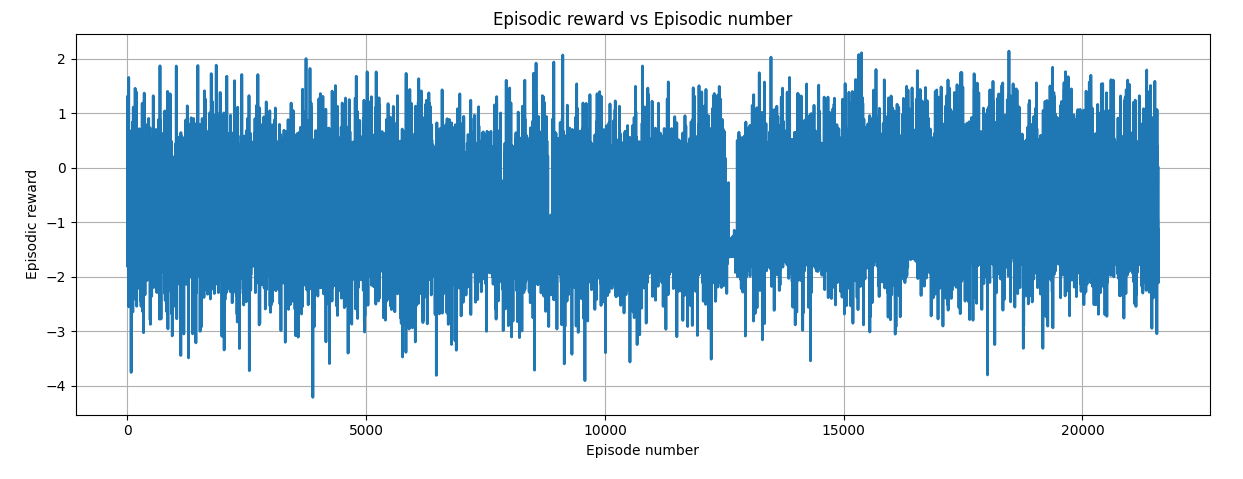 Episodic reward vs Episodic number
2
1
0
−1
−2
−3
−4
Episodic reward
0 5000 10000 15000 20000
Episode number